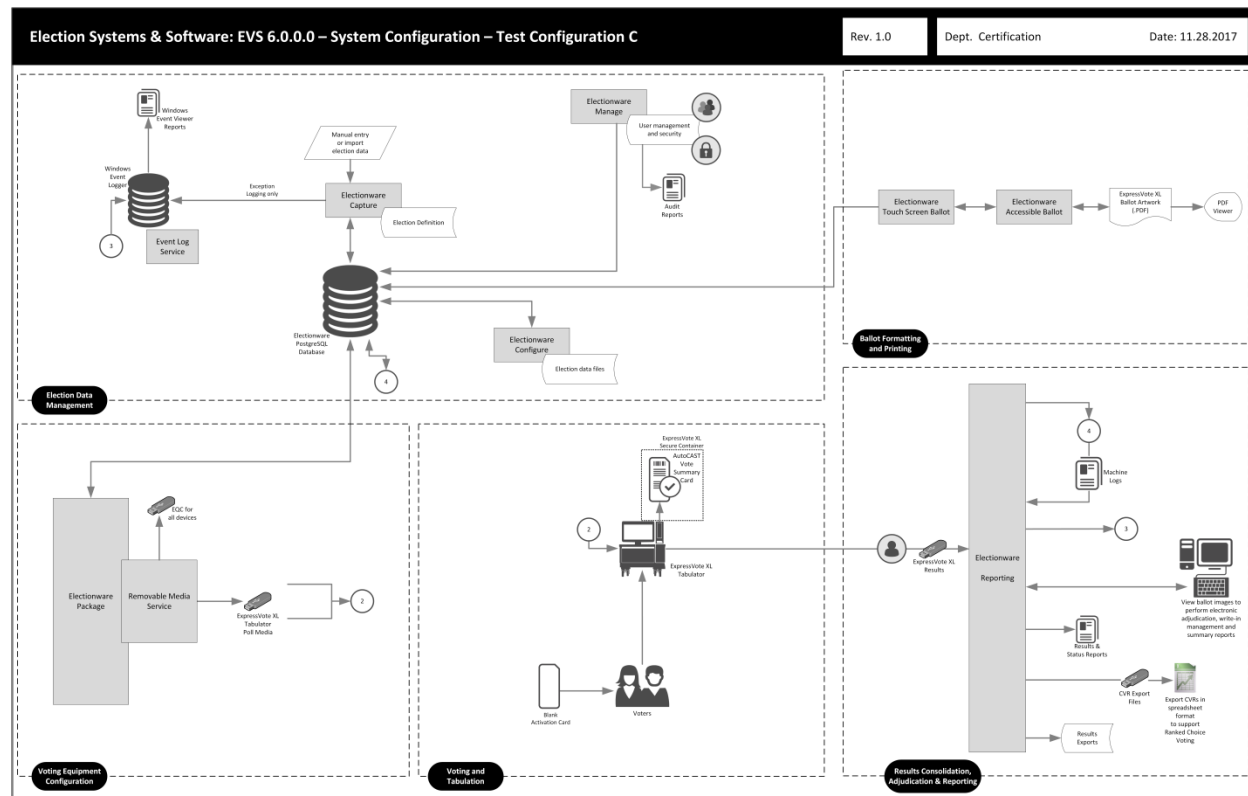 Election Systems & Software: EVS 6.0.0.0 – System Configuration – Test Configuration C
Rev. 1.0
Dept. Certification
Date: 11.28.2017
Windows
Event Viewer
Reports
Manual entry
or import
election data
Electionware
Manage
User management
and security
Windows
Event
Logger
Exception
Logging only
Electionware
Capture
Election Definition
Audit
Reports
3
Event Log
Service
Electionware
PostgreSQL
Database
4
Electionware
Configure
Election data files
Election Data
Management
Electionware
Touch Screen Ballot
Electionware
Accessible Ballot
ExpressVote XL
Ballot Artwork
(.PDF)
PDF
Viewer
Ballot Formatting
and Printing
EQC for
all devices
Electionware
Package
Removable Media
Service
ExpressVote XL
Tabulator
Poll Media
2
Voting Equipment
Configuration
ExpressVote XL
Secure Container
AutoCAST
Vote
Summary
Card
2
ExpressVote XL
Tabulator
Blank
Activation Card
Voters
Voting and
Tabulation
ExpressVote XL
Results
Electionware
Reporting
4
Machine
Logs
3
View ballot images to
perform electronic
adjudication, write-in
management and
summary reports
Results &
Status Reports
CVR Export
Files
Export CVRs in
spreadsheet
format
to support
Ranked Choice
Voting
Results
Exports
Results Consolidation,
Adjudication & Reporting